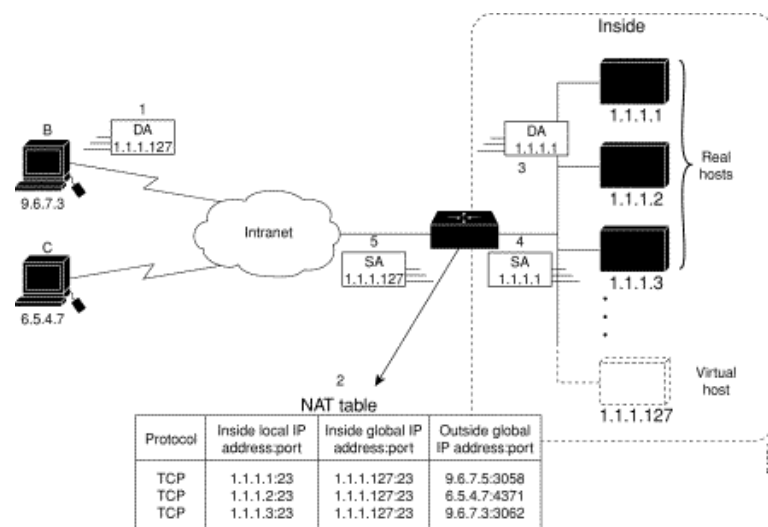 Inside
1
B
DA
1.1.1.127
9.6.7.3
C
6.5.4.7
Intranet
5
SA
1.1.1.127
4
SA
1.1.1.1
DA
1.1.1.1
3
1.1.1.1
1.1.1.2
1.1.1.3
Real
hosts
Virtual
host
1.1.1.127
2
NAT table
Protocol Inside local IP address:port Inside global IP address:port Outside global IP address:port
TCP 1.1.1.1:23 1.1.1.127:23 9.6.7.5:3058
TCP 1.1.1.2:23 1.1.1.127:23 6.5.4.7:4371
TCP 1.1.1.3:23 1.1.1.127:23 9.6.7.3:3062